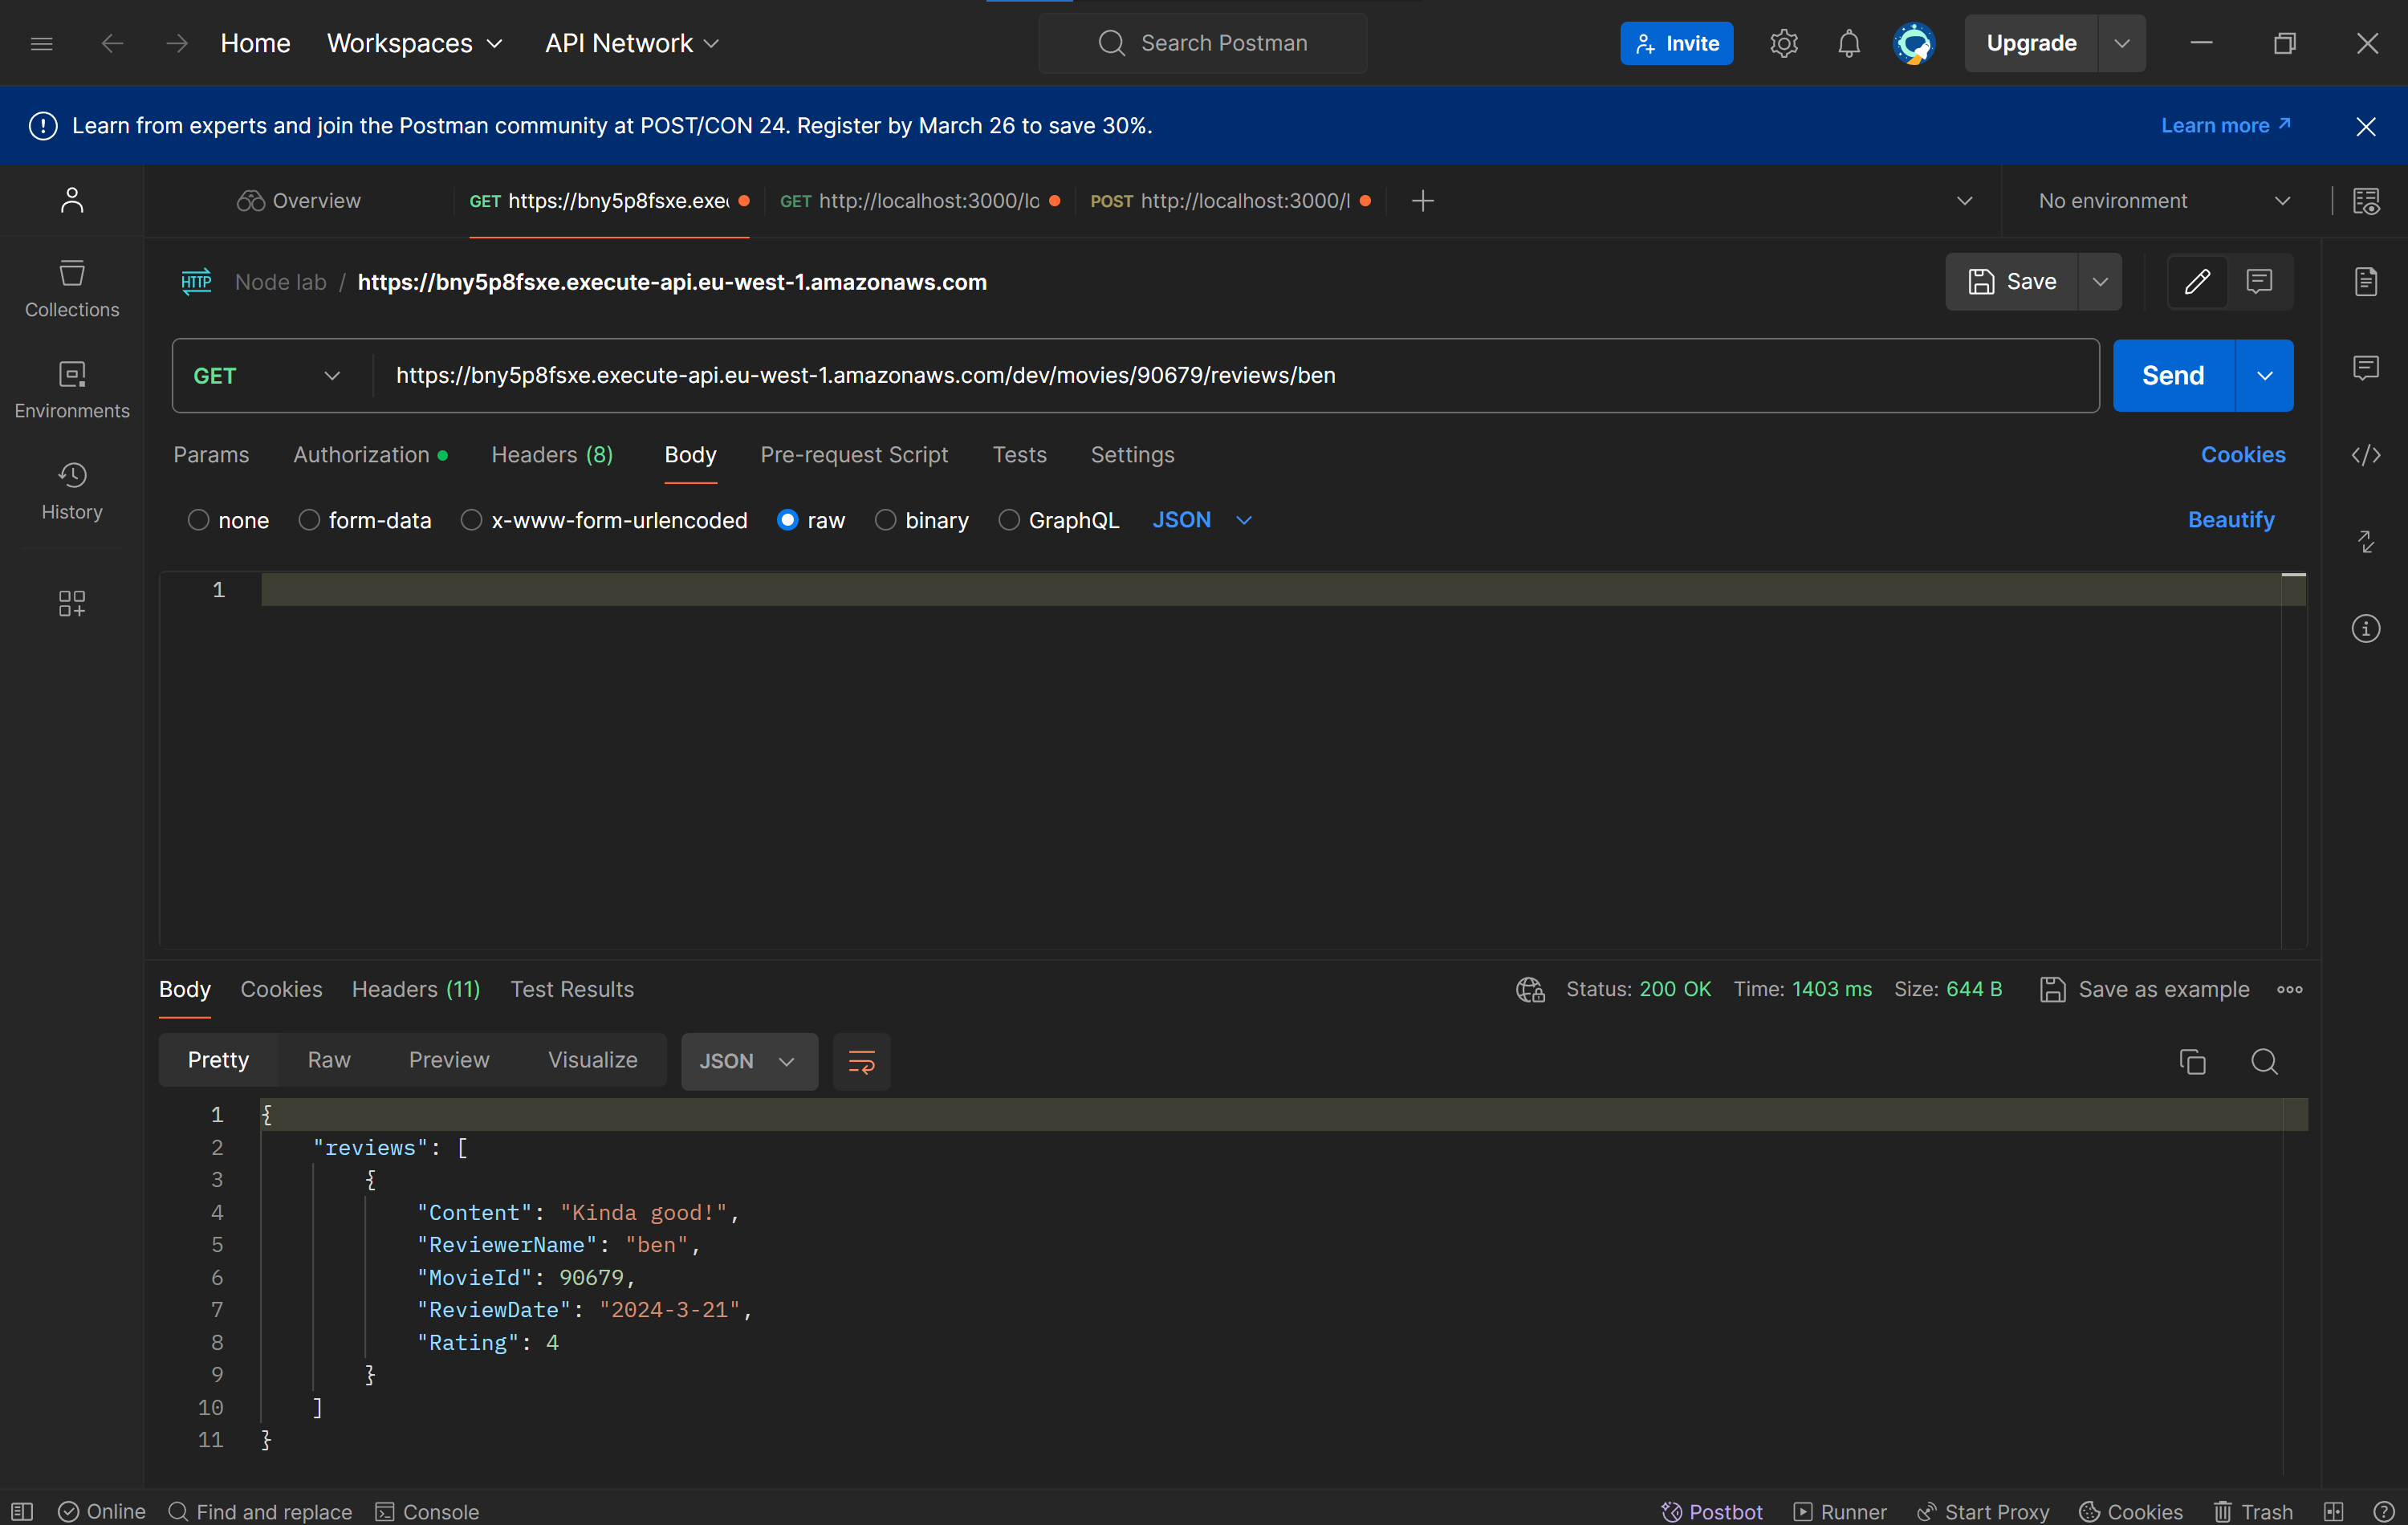 Home Workspaces API Network Search Postman Invite Upgrade
Learn from experts and join the Postman community at POST/CON 24. Register by March 26 to save 30%. Learn more
Overview GET https://bny5p8fsxe.exe GET http://localhost:3000/lo POST http://localhost:3000/l No environment
HTTP Node lab / https://bny5p8fsxe.execute-api.eu-west-1.amazonaws.com Save
Collections
GET https://bny5p8fsxe.execute-api.eu-west-1.amazonaws.com/dev/movies/90679/reviews/ben Send
Environments
Params Authorization Headers (8) Body Pre-request Script Tests Settings Cookies
History
none form-data x-www-form-urlencoded raw binary GraphQL JSON Beautify
1
Body Cookies Headers (11) Test Results Status: 200 OK Time: 1403 ms Size: 644 B Save as example
Pretty Raw Preview Visualize JSON
1 {
2 "reviews": [
3 {
4 "Content": "Kinda good!",
5 "ReviewerName": "ben",
6 "MovieId": 90679,
7 "ReviewDate": "2024-3-21",
8 "Rating": 4
9 }
10 ]
11 }
Online Find and replace Console Postbot Runner Start Proxy Cookies Trash